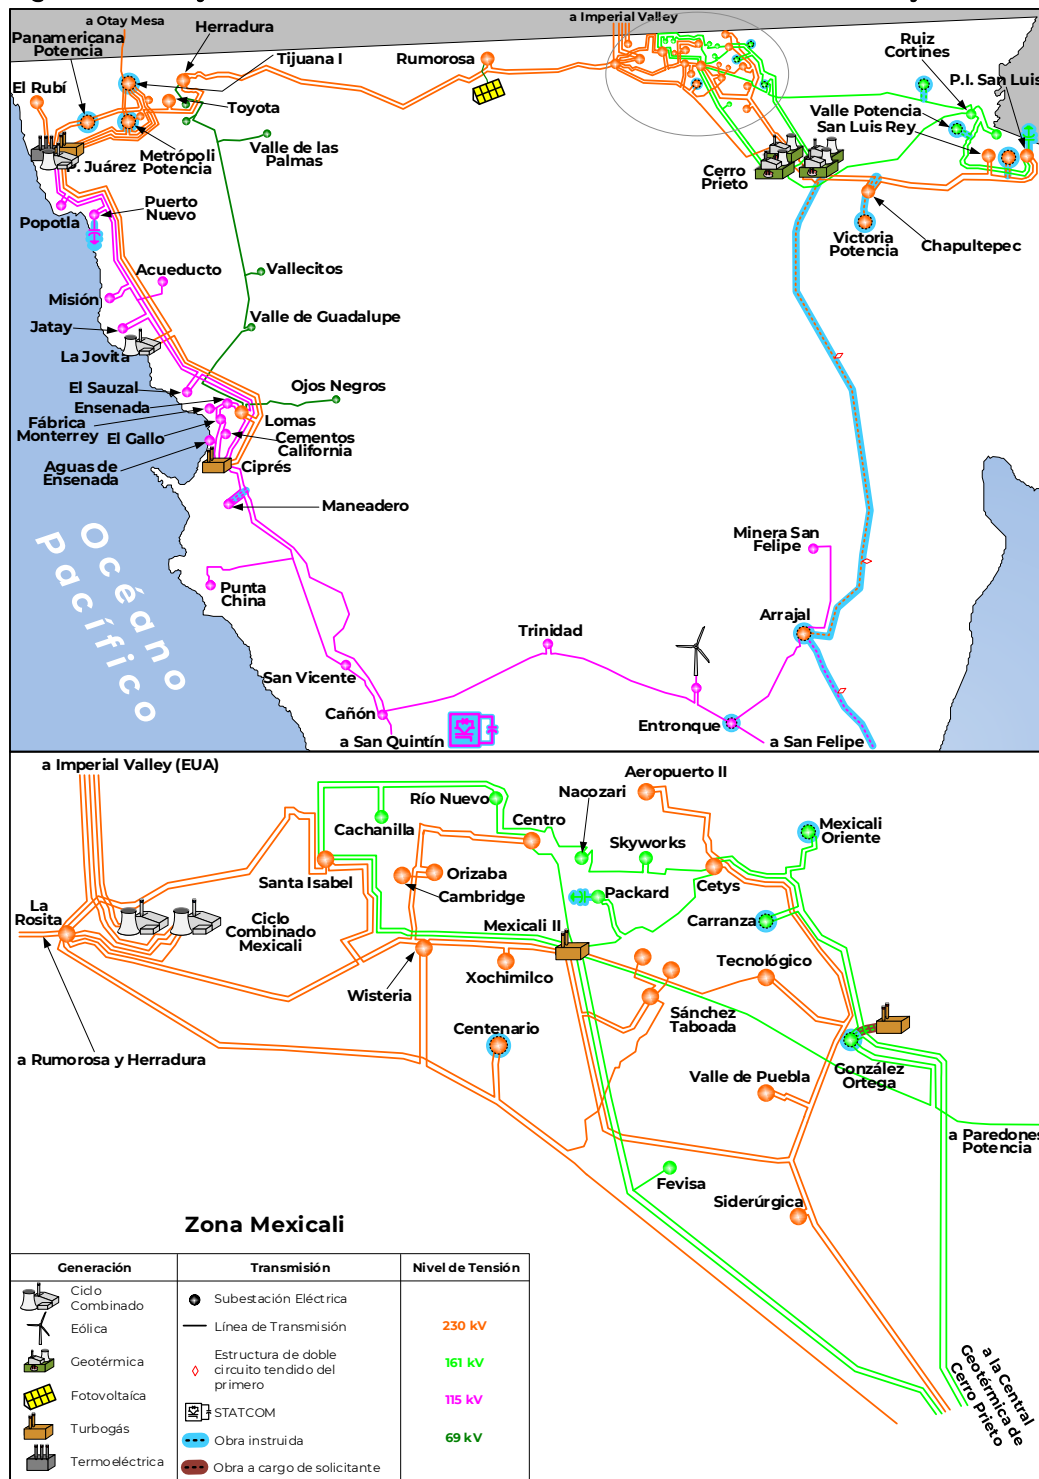 a Otay Mesa
Herradura
a Imperial Valley
Panamericana
Potencia
Tijuana I
Rumorosa
Ruiz
Cortines
P.I. San Luis
El Rubí
Toyota
Valle Potencia
San Luis Rey
Valle de las
Palmas
Metrópoli
Potencia
P. Juárez
Cerro
Prieto
Puerto
Nuevo
Popotla
Victoria
Potencia
Chapultepec
Acueducto
Vallecitos
Misión
Jatay
Valle de Guadalupe
La Jovita
El Sauzal
Ojos Negros
Ensenada
Fábrica
Monterrey
El Gallo
Lomas
Cementos
California
Aguas de
Ensenada
Ciprés
Maneadero
Océano
Pacífico
Minera San
Felipe
Punta
China
Arrajal
Trinidad
San Vicente
Cañón
Entronque
a San Quintín
a San Felipe
a Imperial Valley (EUA)
Aeropuerto II
Río Nuevo
Nacozari
Cachanilla
Centro
Skyworks
Mexicali
Oriente
Santa Isabel
Orizaba
Cambridge
Cetys
Packard
La
Rosita
Ciclo
Combinado
Mexicali
Mexicali II
Carranza
Xochimilco
Tecnológico
Wisteria
Sánchez
Taboada
Centenario
a Rumorosa y Herradura
González
Ortega
Valle de Puebla
a Paredones
Potencia
Fevisa
Siderúrgica
Zona Mexicali
a la Central
Geotérmica de
Cerro Prieto
Generación
Transmisión
Nivel de Tensión
Ciclo
Combinado
Subestación Eléctrica
Eólica
Línea de Transmisión
230 kV
Geotérmica
Estructura de doble
circuito tendido del
primero
161 kV
Fotovoltaíca
115 kV
Turbogás
STATCOM
69 kV
Obra instruida
Termoeléctrica
Obra a cargo de solicitante